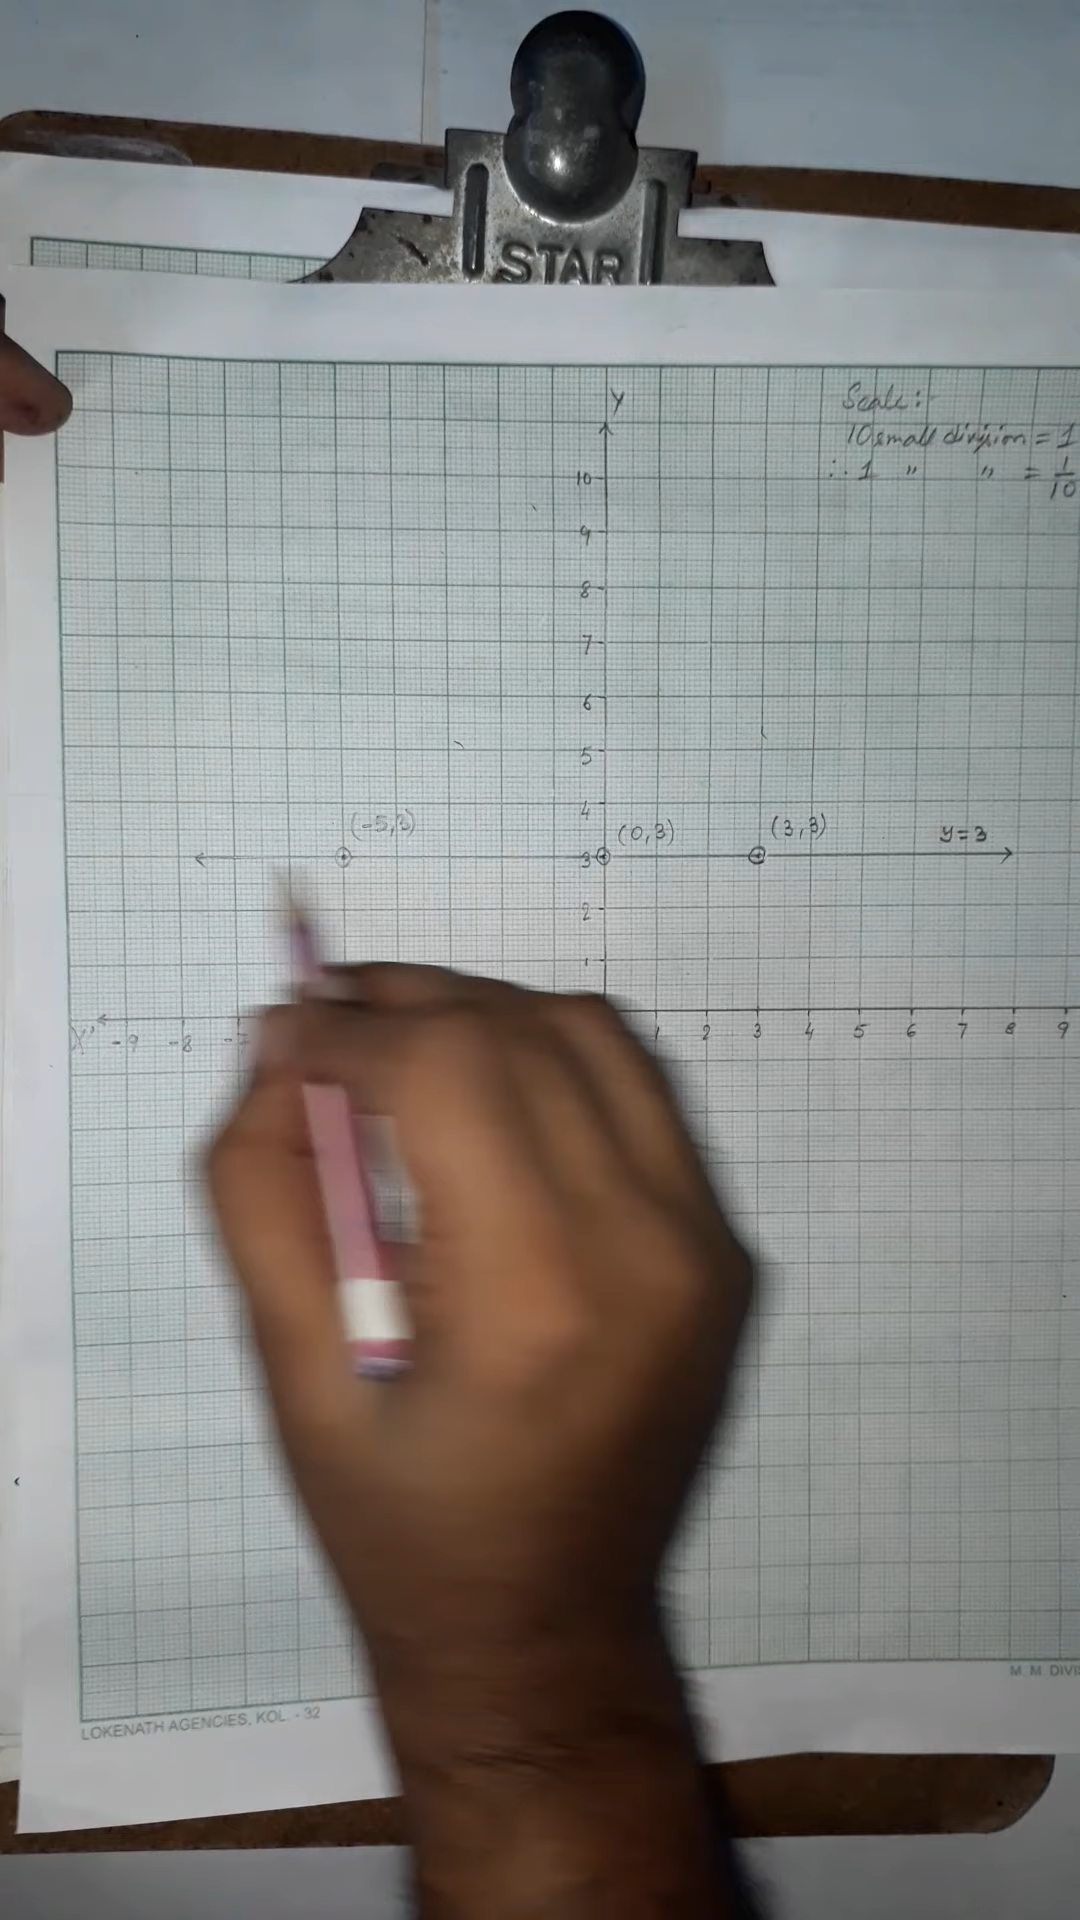 STAR
Y
Scale:-
10 small division = 1
∴ 1 " " = 1/10
10
9
8
7
6
5
4
(-5,3) (0,3) (3,3) y=3
3
2
1
X' -9 -8 -7 1 2 3 4 5 6 7 8 9
M. M. DIVI
LOKENATH AGENCIES, KOL. - 32